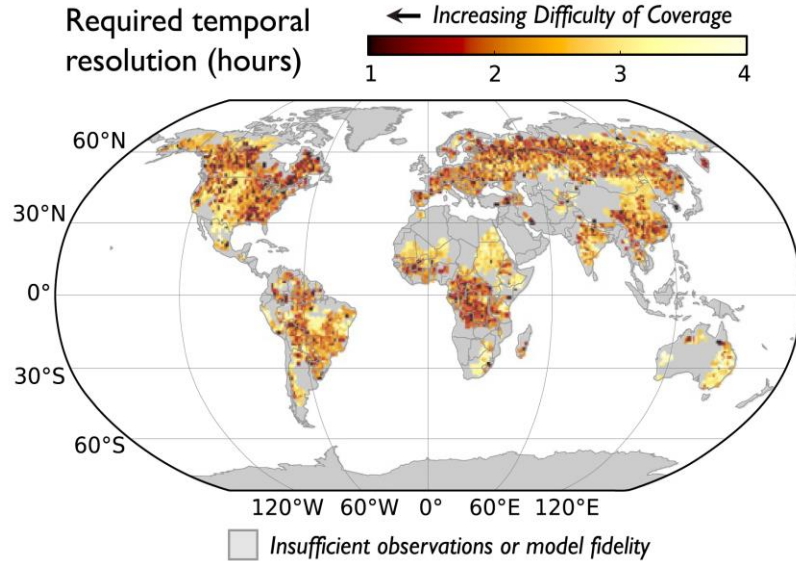 Required temporal
resolution (hours)
Increasing Difficulty of Coverage
1 2 3 4
60°N
30°N
0°
30°S
60°S
120°W 60°W 0° 60°E 120°E
Insufficient observations or model fidelity